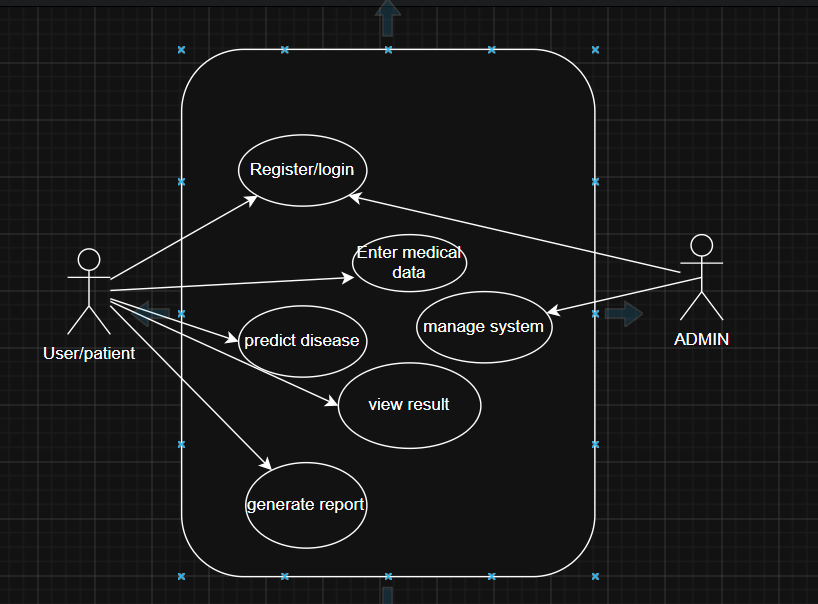 Register/login
Enter medical
data
manage system
predict disease
User/patient
ADMIN
view result
generate report